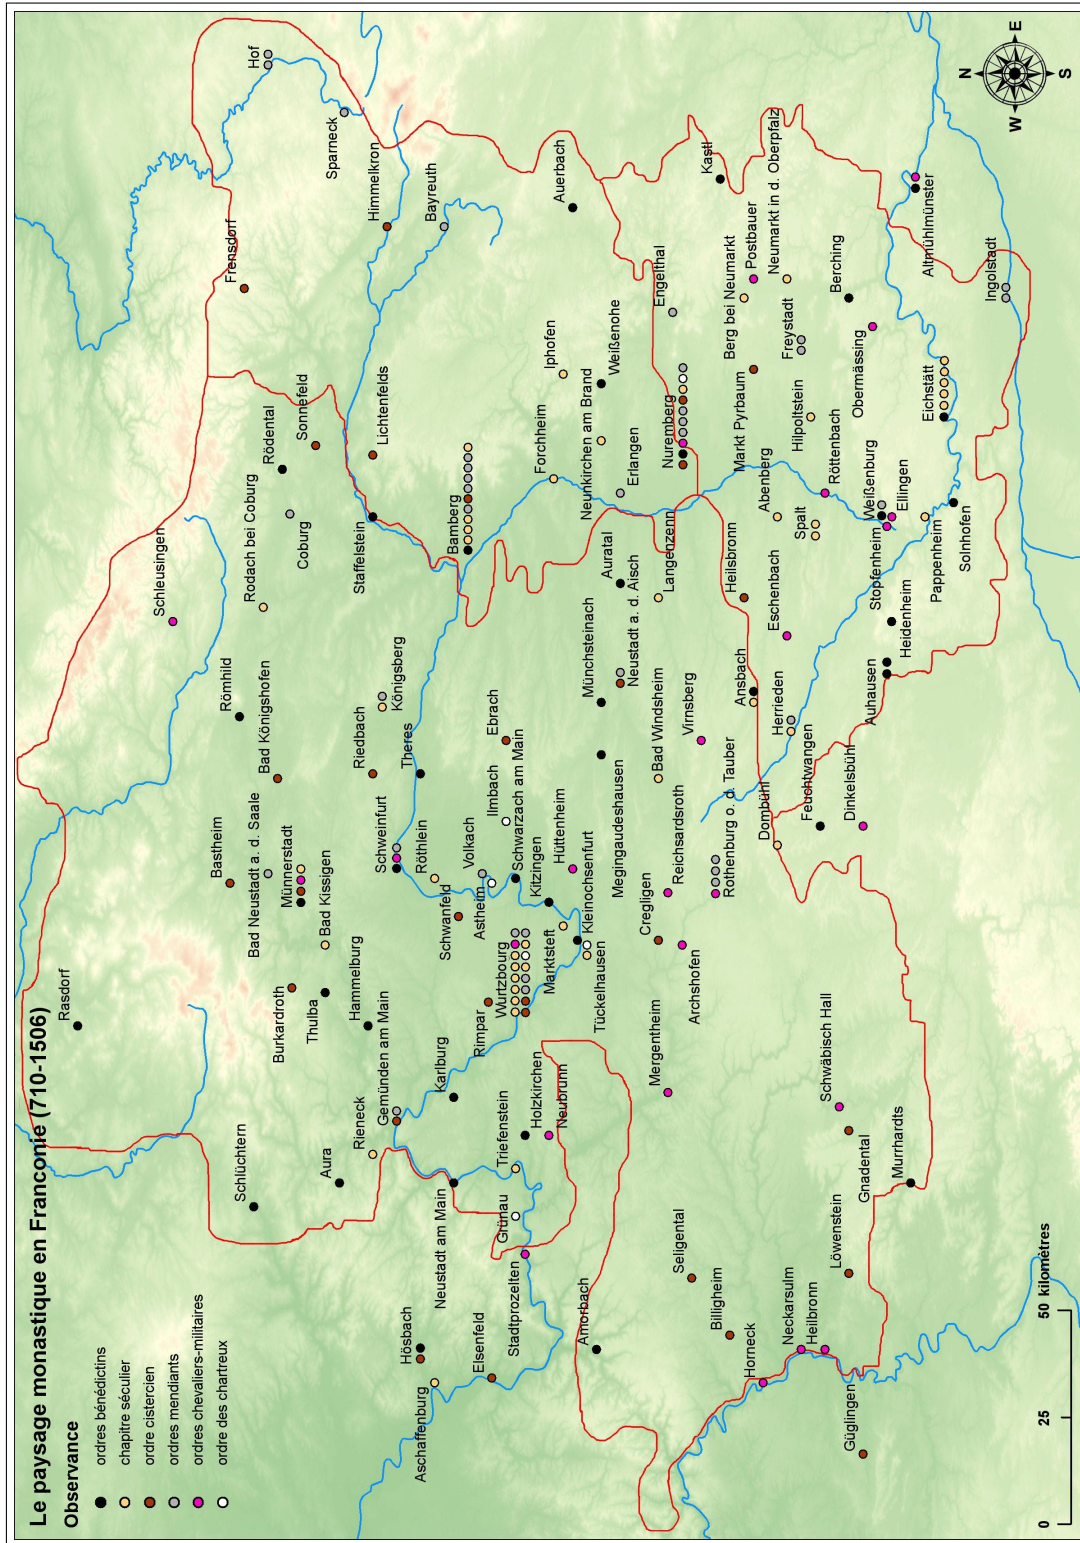 Le paysage monastique en Franconie (710-1506)
Observance
ordres bénédictins
chapitre séculier
ordre cistercien
ordres mendiants
ordres chevaliers-militaires
ordre des chartreux
Rasdorf
Schleusingen
Frensdorf
Hof
Sparneck
Himmelkron
Bayreuth
Schlüchtern
Aura
Rieneck
Burkardroth
Thulba
Hammelburg
Gemünden am Main
Karlburg
Bastheim
Bad Neustadt a. d. Saale
Münnerstadt
Bad Kissigen
Bad Königshofen
Römhild
Rodach bei Coburg
Coburg
Rödental
Sonnefeld
Lichtenfelds
Staffelstein
Königsberg
Riedbach
Theres
Schweinfurt
Röthlein
Schwanfeld
Volkach
Astheim
Ilmbach
Ebrach
Schwarzach am Main
Kitzingen
Hüttenheim
Kleinochsenfurt
Marktsteft
Tückelhausen
Wurtzbourg
Rimpar
Bamberg
Forchheim
Iphofen
Neunkirchen am Brand
Weißenohe
Erlangen
Auerbach
Engelthal
Nuremberg
Hösbach
Aschaffenburg
Elsenfeld
Neustadt am Main
Grünau
Stadtprozelten
Triefenstein
Holzkirchen
Neubrunn
Amorbach
Seligental
Billigheim
Horneck
Neckarsulm
Heilbronn
Güglingen
Löwenstein
Gnadental
Murrhardts
Schwäbisch Hall
Mergentheim
Archshofen
Cregligen
Reichsardsroth
Rothenburg o. d. Tauber
Megingaudeshausen
Münchsteinach
Auratal
Neustadt a. d. Aisch
Langenzenn
Bad Windsheim
Virnsberg
Ansbach
Heilsbronn
Eschenbach
Herrieden
Dombühl
Feuchtwangen
Dinkelsbühl
Auhausen
Heidenheim
Stopfenheim
Weißenburg
Ellingen
Pappenheim
Solnhofen
Spalt
Abenberg
Röttenbach
Hilpoltstein
Markt Pyrbaum
Berg bei Neumarkt
Postbauer
Neumarkt in d. Oberpfalz
Kastl
Freystadt
Berching
Obermässing
Eichstätt
Altmühlmünster
Ingolstadt
N
E
S
W
0
25
50 kilomètres